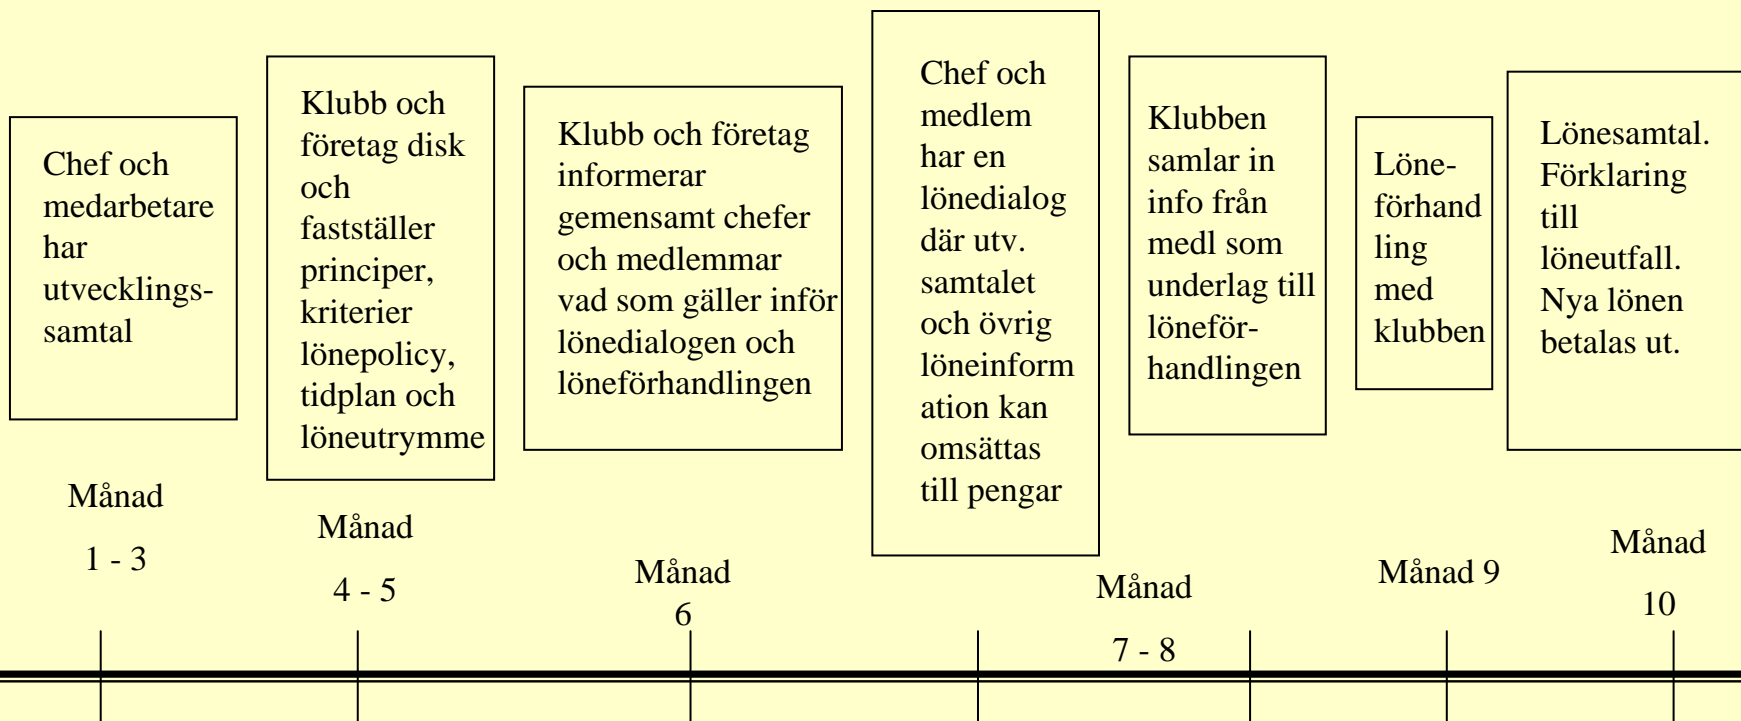 Chef och
medarbetare
har
utvecklings-
samtal
Månad
1 - 3
Klubb och
företag disk
och
fastställer
principer,
kriterier
lönepolicy,
tidplan och
löneutrymme
Månad
4 - 5
Klubb och företag
informerar
gemensamt chefer
och medlemmar
vad som gäller inför
lönedialogen och
löneförhandlingen
Månad
6
Chef och
medlem
har en
lönedialog
där utv.
samtalet
och övrig
löneinform
ation kan
omsättas
till pengar
Klubben
samlar in
info från
medl som
underlag till
löneför-
handlingen
Månad
7 - 8
Löne-
förhand
ling
med
klubben
Månad 9
Lönesamtal.
Förklaring
till
löneutfall.
Nya lönen
betalas ut.
Månad
10